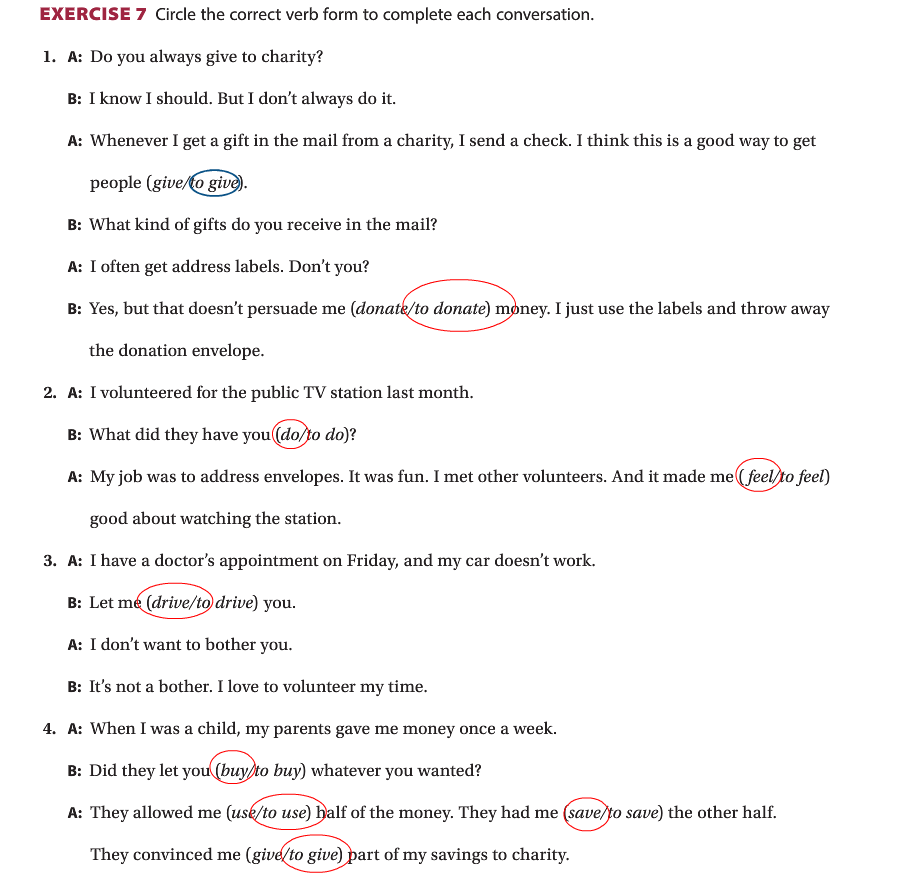 EXERCISE 7 Circle the correct verb form to complete each conversation.
1. A: Do you always give to charity?
B: I know I should. But I don't always do it.
A: Whenever I get a gift in the mail from a charity, I send a check. I think this is a good way to get
people (give/to give).
B: What kind of gifts do you receive in the mail?
A: I often get address labels. Don't you?
B: Yes, but that doesn't persuade me (donate/to donate) money. I just use the labels and throw away
the donation envelope.
2. A: I volunteered for the public TV station last month.
B: What did they have you (do/to do)?
A: My job was to address envelopes. It was fun. I met other volunteers. And it made me ( feel/to feel)
good about watching the station.
3. A: I have a doctor's appointment on Friday, and my car doesn't work.
B: Let me (drive/to drive) you.
A: I don't want to bother you.
B: It's not a bother. I love to volunteer my time.
4. A: When I was a child, my parents gave me money once a week.
B: Did they let you (buy/to buy) whatever you wanted?
A: They allowed me (use/to use) half of the money. They had me (save/to save) the other half.
They convinced me (give/to give) part of my savings to charity.